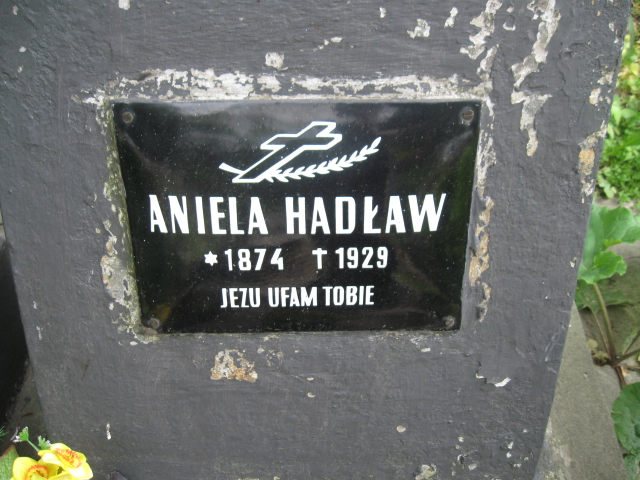 ANIELA HADŁAW
* 1874 ✝ 1929
JEZU UFAM TOBIE